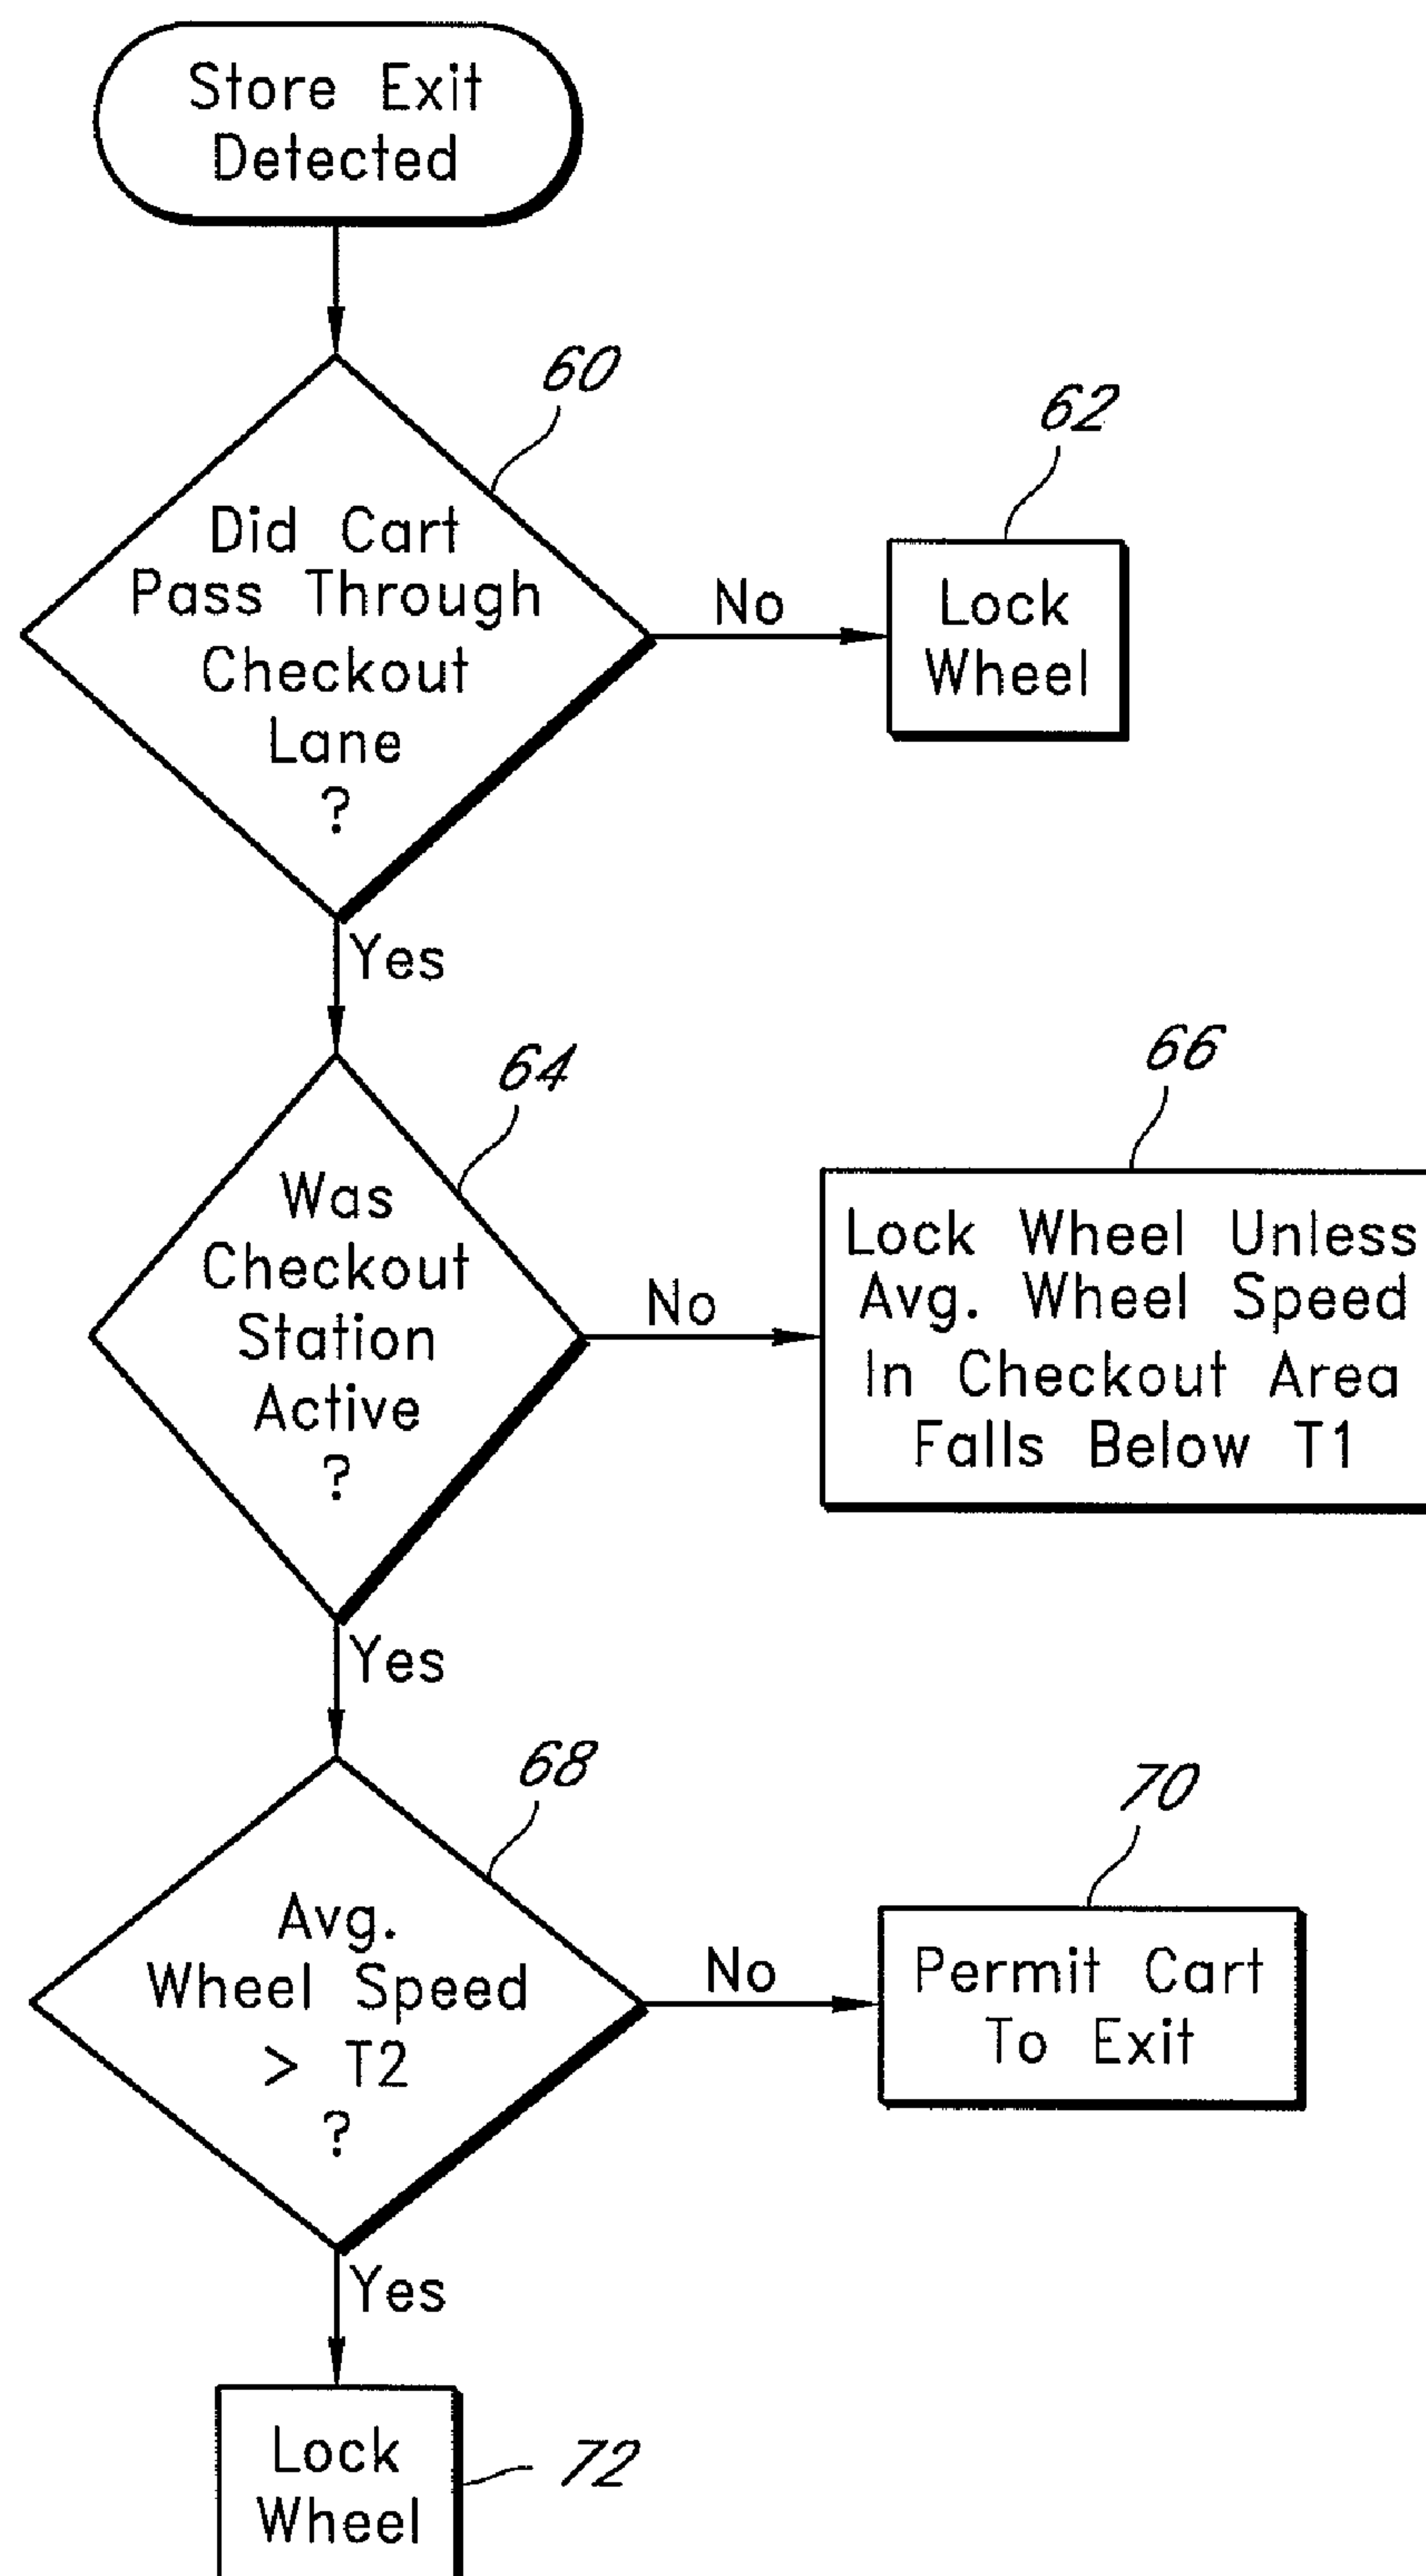 Store Exit
Detected
60
Did Cart
Pass Through
Checkout
Lane
?
No
62
Lock
Wheel
Yes
64
Was
Checkout
Station
Active
?
No
66
Lock Wheel Unless
Avg. Wheel Speed
In Checkout Area
Falls Below T1
Yes
68
Avg.
Wheel Speed
> T2
?
No
70
Permit Cart
To Exit
Yes
Lock
Wheel
72